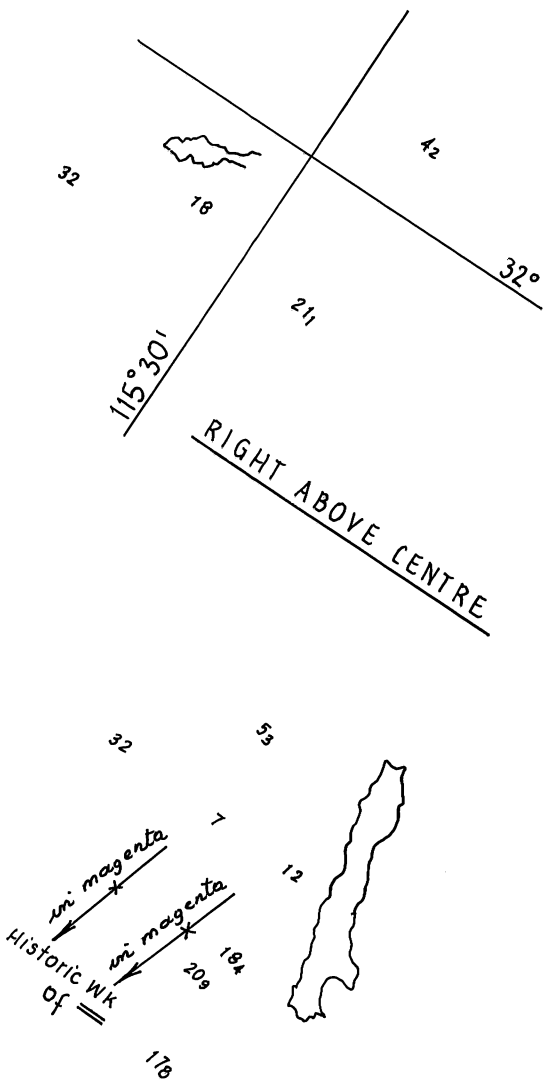 42
32
18
32°
211
115°30'
RIGHT ABOVE CENTRE
53
32
7
in magenta
12
in magenta
Historic WK
184
209
Of
178